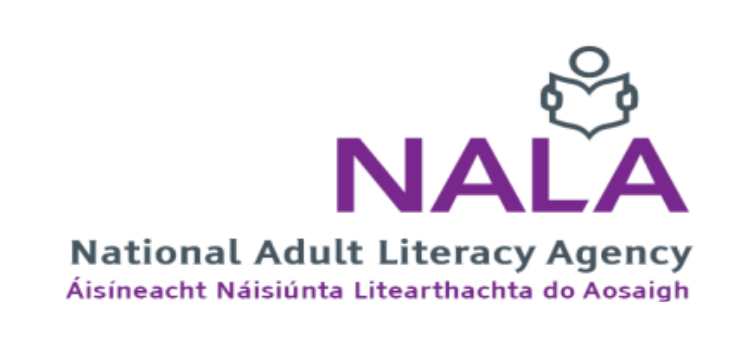 NALA
National Adult Literacy Agency
Áisíneacht Náisiúnta Litearthachta do Aosaigh